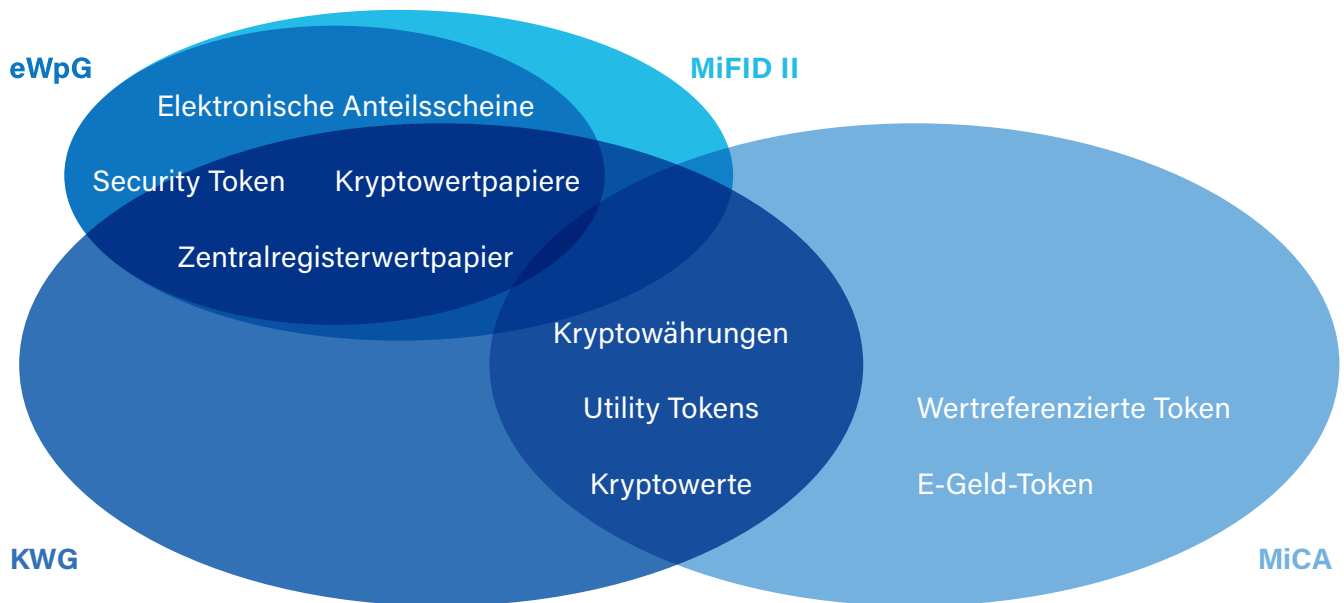 eWpG
MiFID II
Elektronische Anteilsscheine
Security Token
Kryptowertpapiere
Zentralregisterwertpapier
Kryptowährungen
Utility Tokens
Wertreferenzierte Token
Kryptowerte
E-Geld-Token
KWG
MiCA